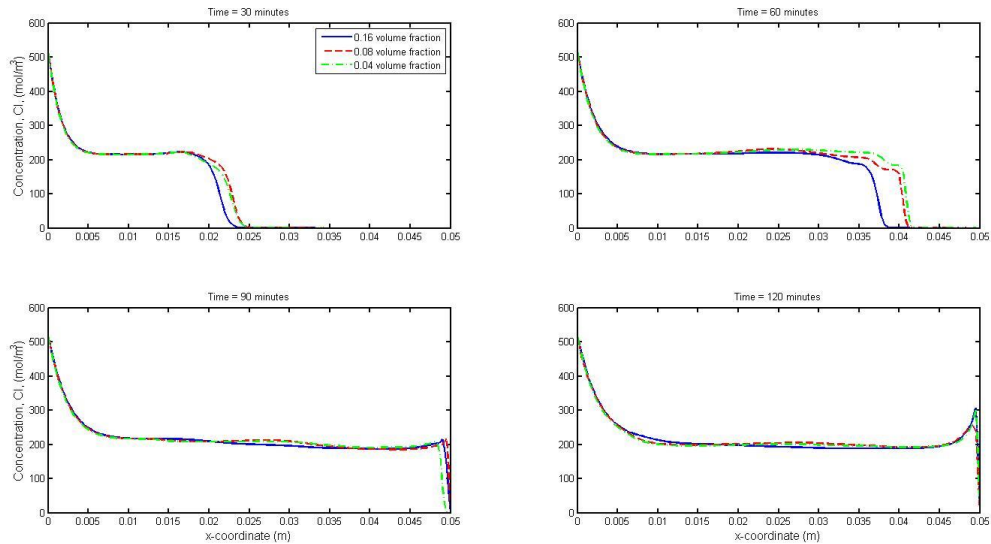 Time = 30 minutes
600
500
400
300
200
100
0
Concentration, Cl, (mol/m³)
0.16 volume fraction
0.08 volume fraction
0.04 volume fraction
0 0.005 0.01 0.015 0.02 0.025 0.03 0.035 0.04 0.045 0.05
Time = 60 minutes
600
500
400
300
200
100
0
0 0.005 0.01 0.015 0.02 0.025 0.03 0.035 0.04 0.045 0.05
Time = 90 minutes
600
500
400
300
200
100
0
Concentration, Cl, (mol/m³)
0 0.005 0.01 0.015 0.02 0.025 0.03 0.035 0.04 0.045 0.05
x-coordinate (m)
Time = 120 minutes
600
500
400
300
200
100
0
0 0.005 0.01 0.015 0.02 0.025 0.03 0.035 0.04 0.045 0.05
x-coordinate (m)